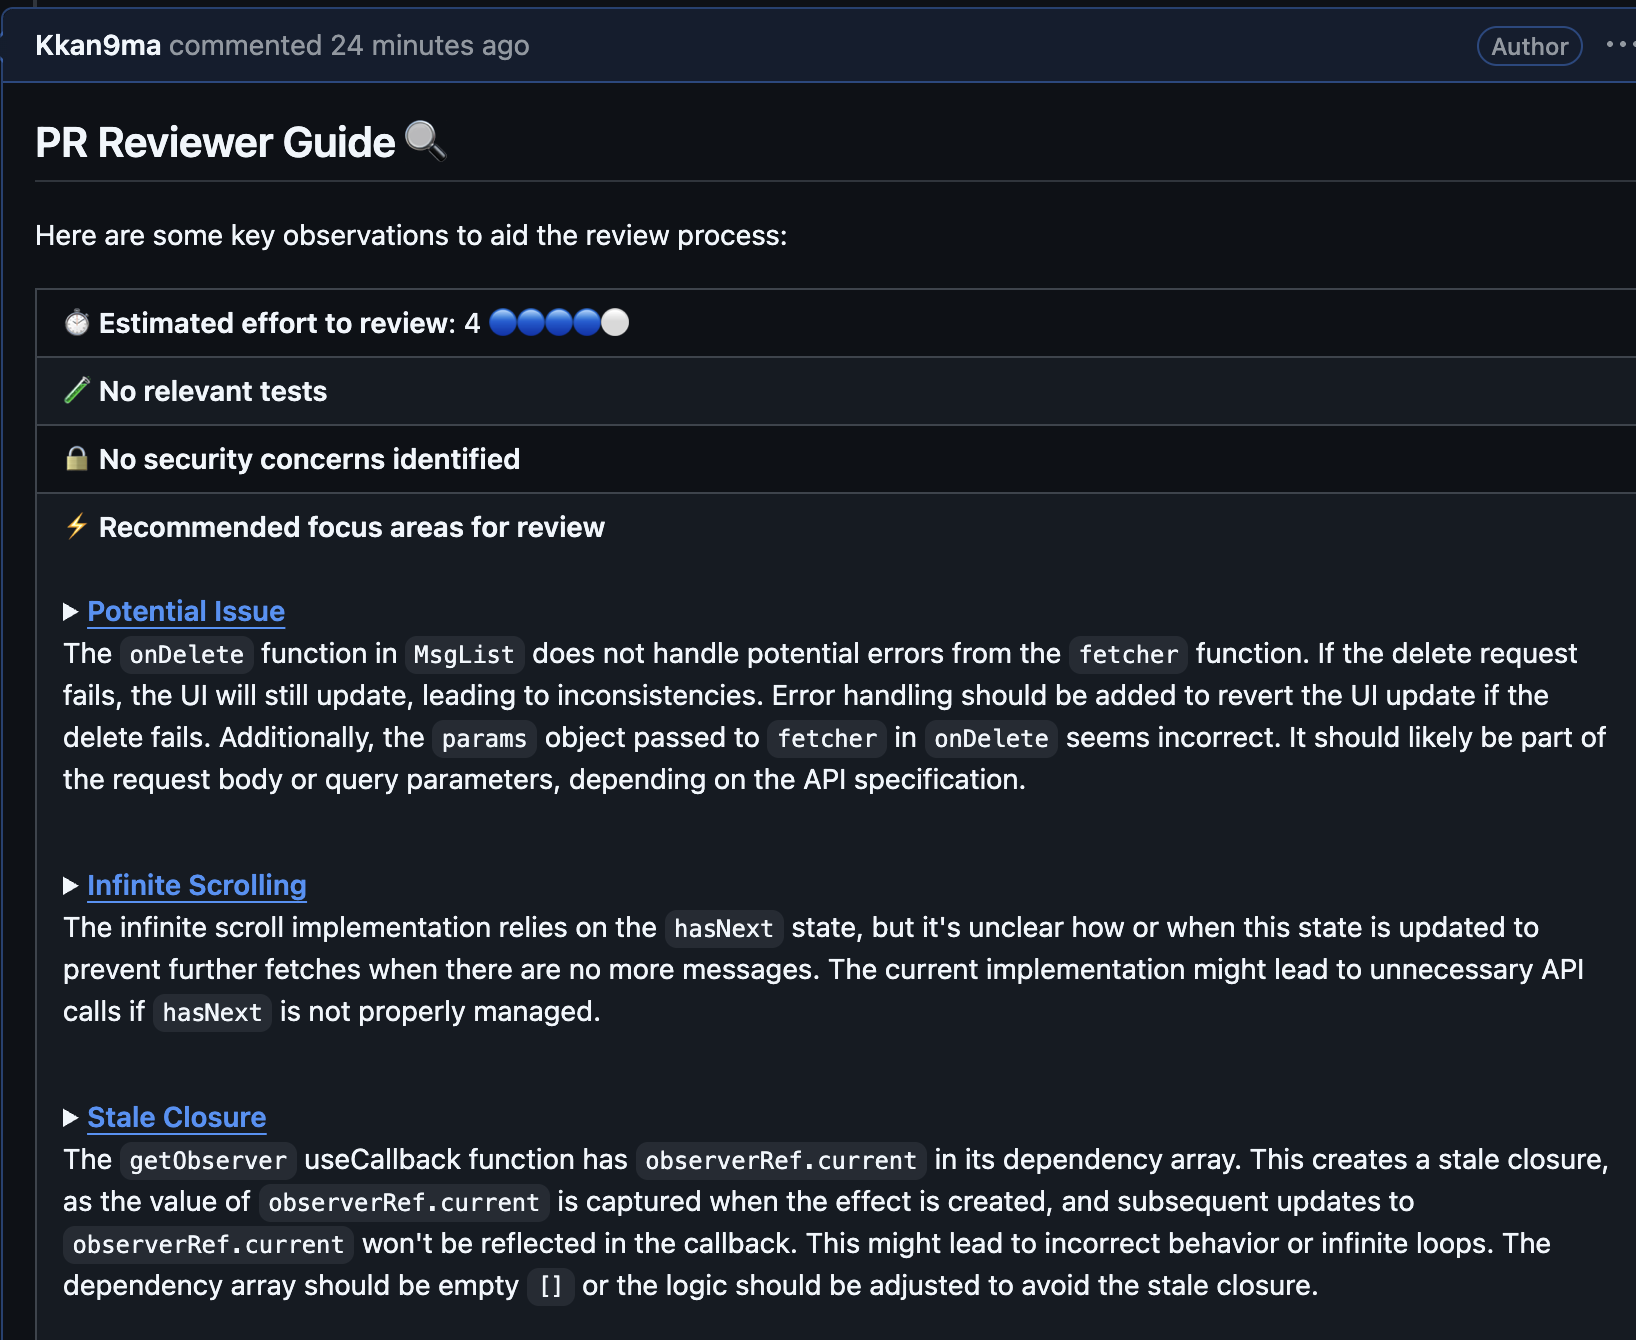 Kkan9ma commented 24 minutes ago
Author
PR Reviewer Guide 🔍
Here are some key observations to aid the review process:
⏱️ Estimated effort to review: 4 🔵🔵🔵🔵⚪
🧪 No relevant tests
🔒 No security concerns identified
⚡ Recommended focus areas for review
Potential Issue
The onDelete function in MsgList does not handle potential errors from the fetcher function. If the delete request
fails, the UI will still update, leading to inconsistencies. Error handling should be added to revert the UI update if the
delete fails. Additionally, the params object passed to fetcher in onDelete seems incorrect. It should likely be part of
the request body or query parameters, depending on the API specification.
Infinite Scrolling
The infinite scroll implementation relies on the hasNext state, but it's unclear how or when this state is updated to
prevent further fetches when there are no more messages. The current implementation might lead to unnecessary API
calls if hasNext is not properly managed.
Stale Closure
The getObserver useCallback function has observerRef.current in its dependency array. This creates a stale closure,
as the value of observerRef.current is captured when the effect is created, and subsequent updates to
observerRef.current won't be reflected in the callback. This might lead to incorrect behavior or infinite loops. The
dependency array should be empty [] or the logic should be adjusted to avoid the stale closure.